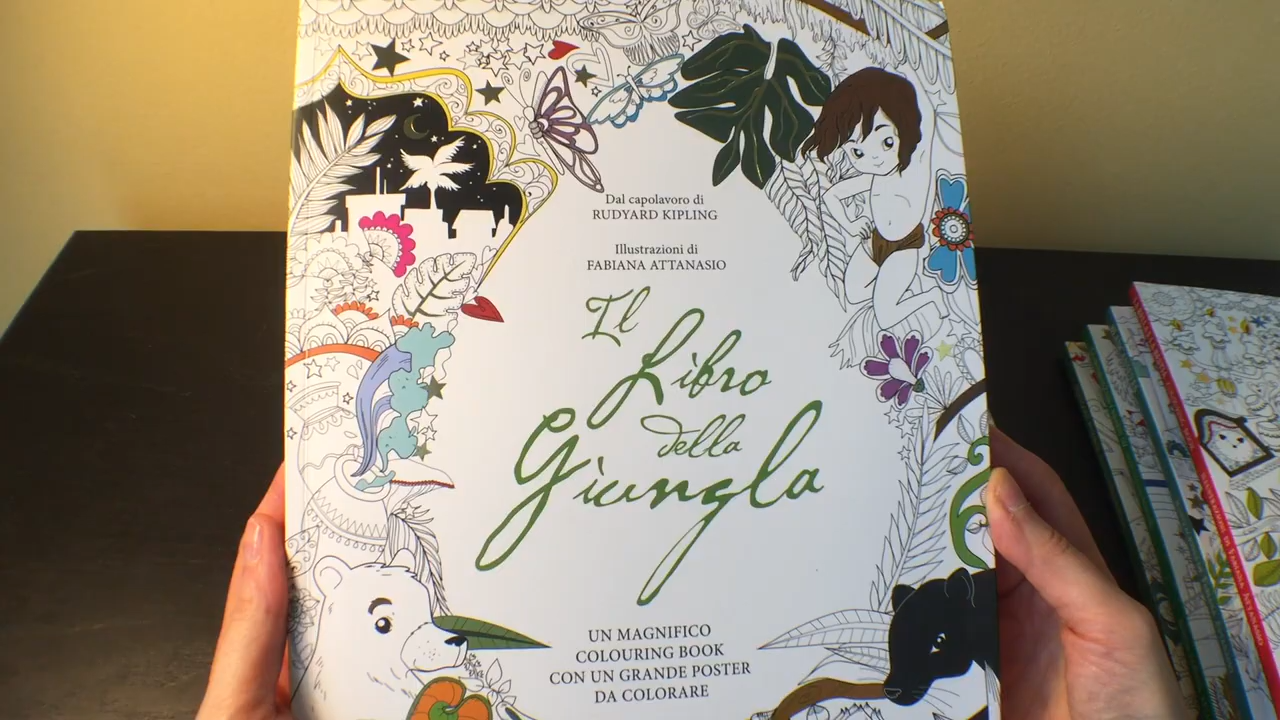 Dal capolavoro di
RUDYARD KIPLING
Illustrazioni di
FABIANA ATTANASIO
Il
Libro
della
Giungla
UN MAGNIFICO
COLOURING BOOK
CON UN GRANDE POSTER
DA COLORARE